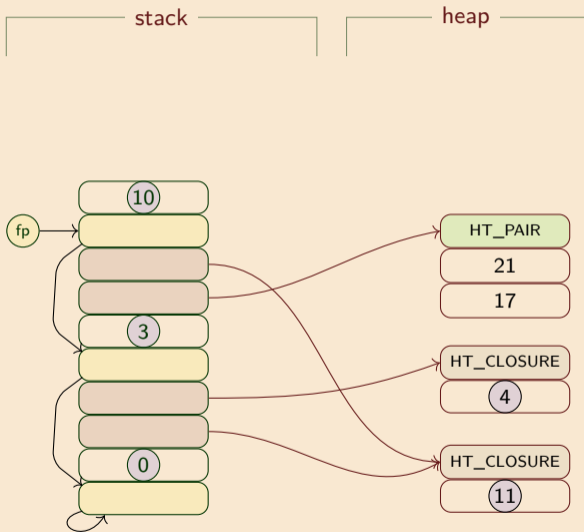 stack
heap
10
fp
HT_PAIR
21
17
3
HT_CLOSURE
4
0
HT_CLOSURE
11